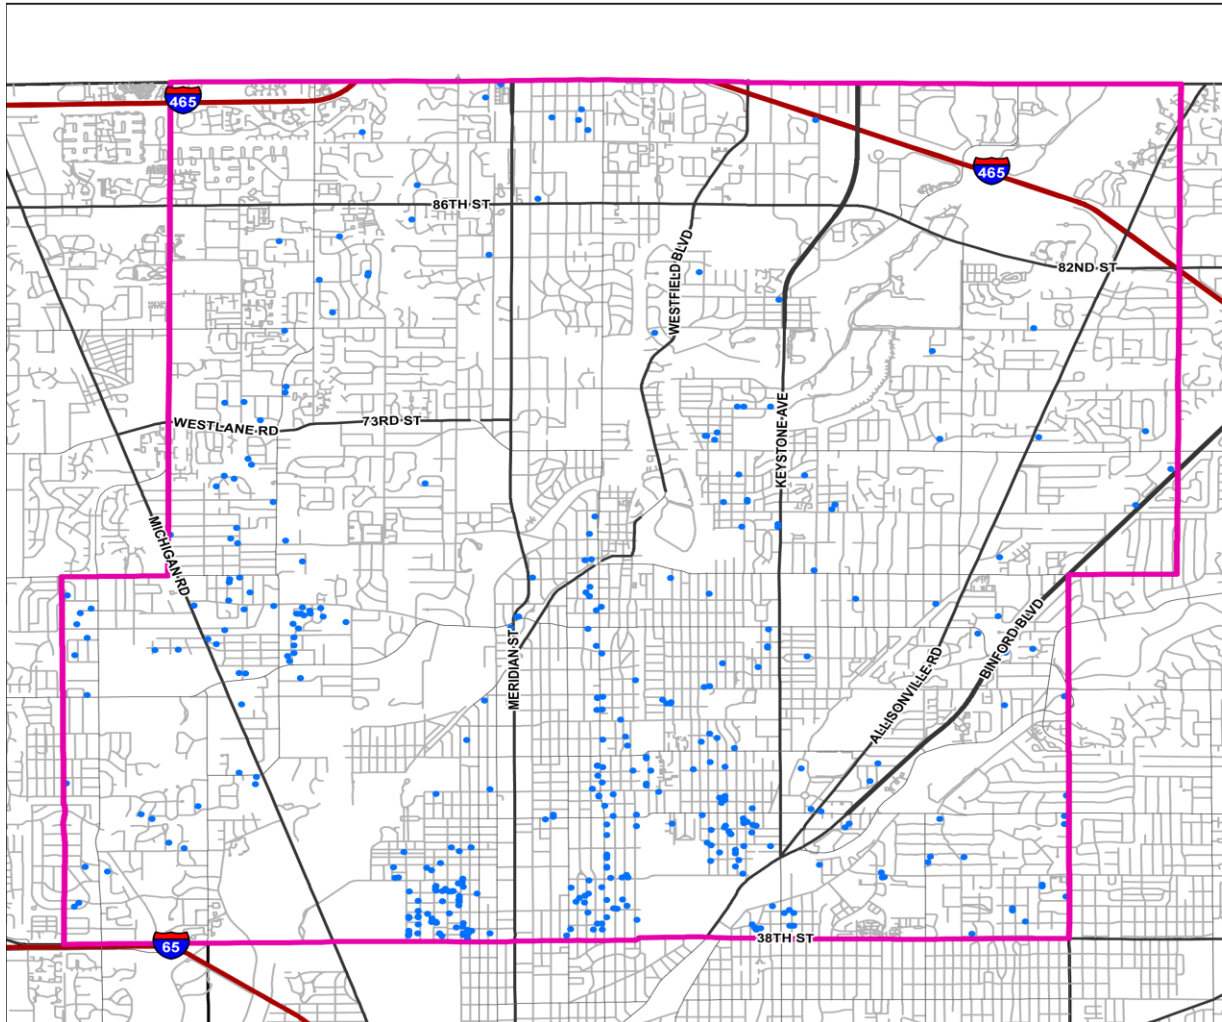 465
465
86TH ST
WESTFIELD BLVD
82ND ST
KEYSTONE AVE
WESTLANE RD
73RD ST
MICHIGAN RD
MERIDIAN ST
ALLISONVILLE RD
BINFORD BLVD
65
38TH ST